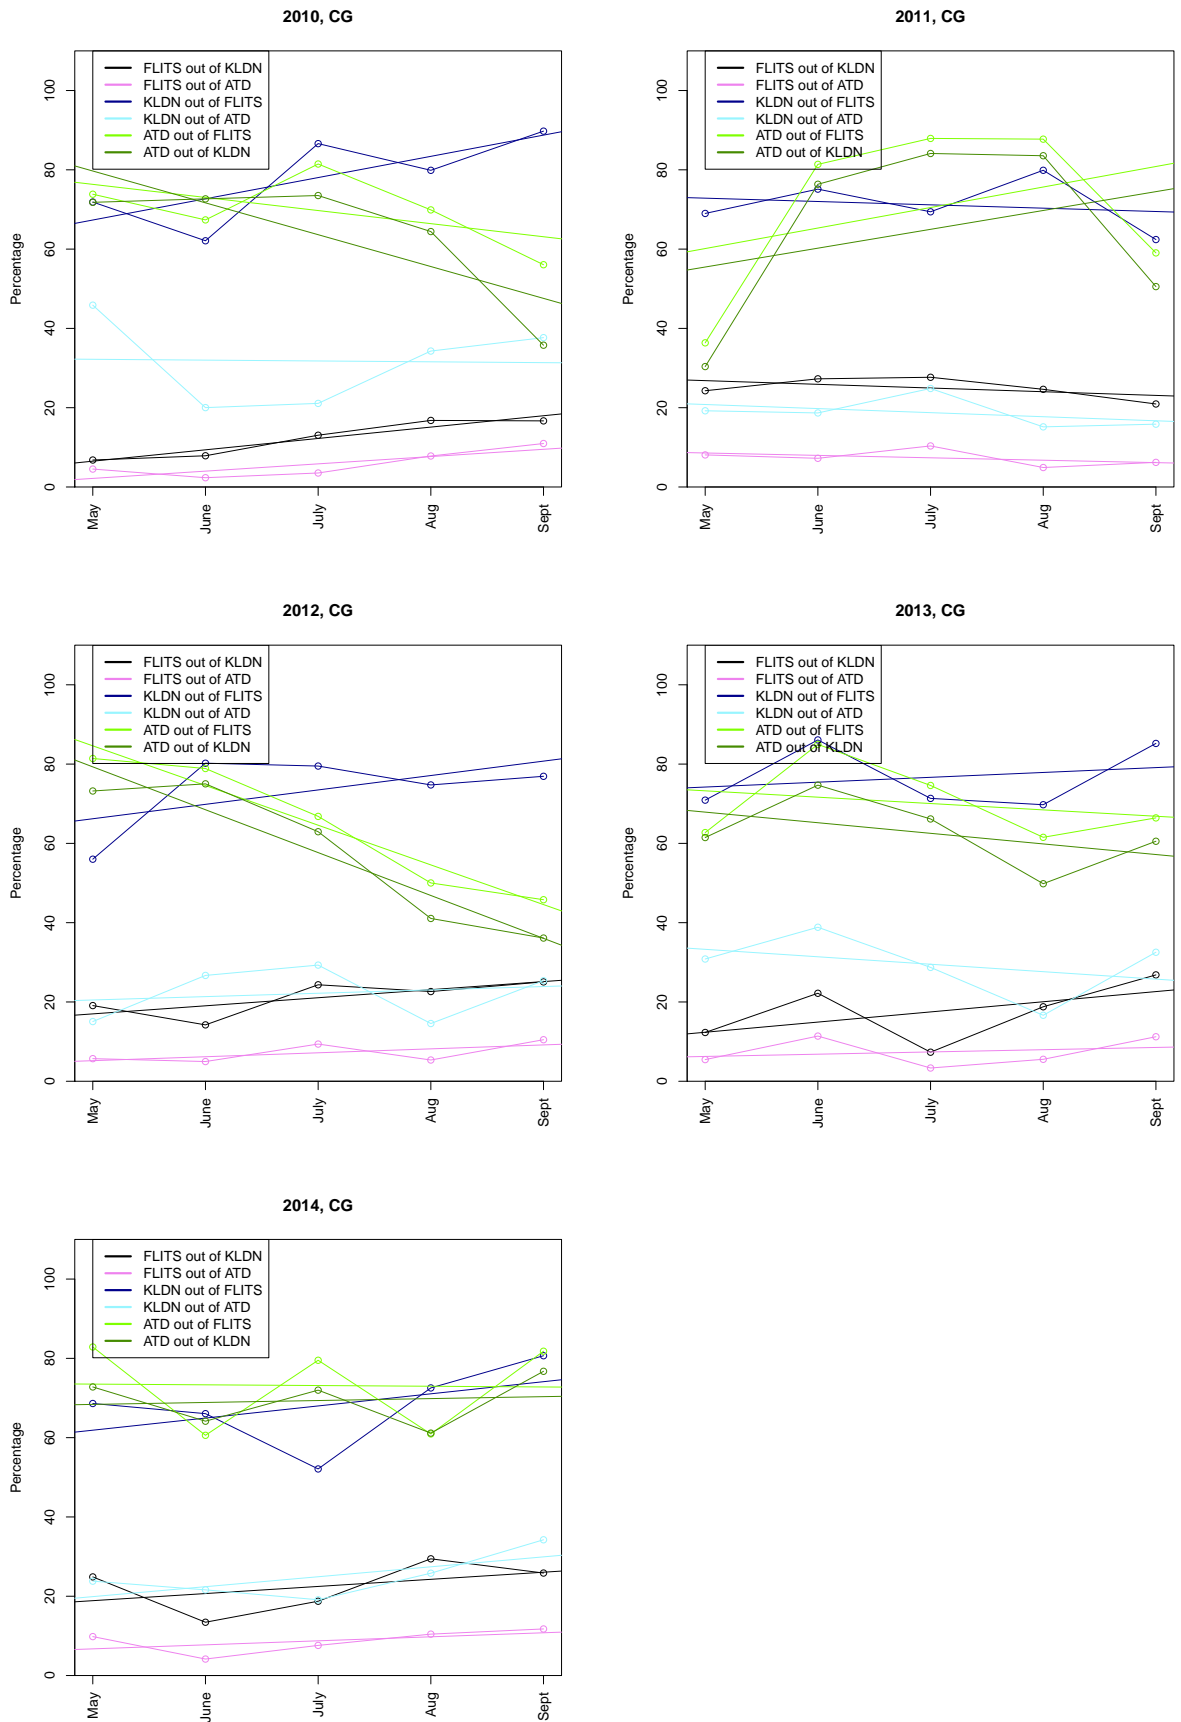 2010, CG
FLITS out of KLDN
FLITS out of ATD
KLDN out of FLITS
KLDN out of ATD
ATD out of FLITS
ATD out of KLDN
Percentage
0 20 40 60 80 100
May June July Aug Sept
2011, CG
FLITS out of KLDN
FLITS out of ATD
KLDN out of FLITS
KLDN out of ATD
ATD out of FLITS
ATD out of KLDN
Percentage
0 20 40 60 80 100
May June July Aug Sept
2012, CG
FLITS out of KLDN
FLITS out of ATD
KLDN out of FLITS
KLDN out of ATD
ATD out of FLITS
ATD out of KLDN
Percentage
0 20 40 60 80 100
May June July Aug Sept
2013, CG
FLITS out of KLDN
FLITS out of ATD
KLDN out of FLITS
KLDN out of ATD
ATD out of FLITS
ATD out of KLDN
Percentage
0 20 40 60 80 100
May June July Aug Sept
2014, CG
FLITS out of KLDN
FLITS out of ATD
KLDN out of FLITS
KLDN out of ATD
ATD out of FLITS
ATD out of KLDN
Percentage
0 20 40 60 80 100
May June July Aug Sept